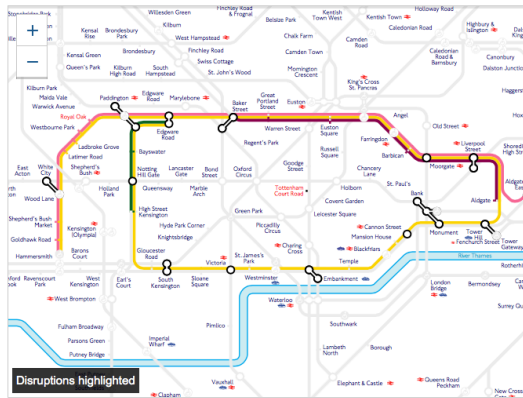 Willesden Green
Finchley Road
& Frognal
Belsize Park
Kentish
Town West
Kentish Town
Holloway Road
Caledonian Road
Highbury &
Islington
Kensal
Rise
Brondesbury
Park
Kilburn
West Hampstead
Chalk Farm
Camden Town
Camden
Road
Caledonian
Road &
Barnsbury
Canonbury
Dalston Junction
Kensal Green
Queen's Park
Brondesbury
Kilburn
High Road
South
Hampstead
Finchley Road
Swiss Cottage
St. John's Wood
Mornington
Crescent
King's Cross
St. Pancras
Kilburn Park
Maida Vale
Warwick Avenue
Royal Oak
Westbourne Park
Paddington
Edgware
Road
Marylebone
Baker
Street
Great
Portland
Street
Euston
Angel
Old Street
Edgware
Road
Warren Street
Euston
Square
Farringdon
Barbican
Liverpool
Street
Moorgate
Ladbroke Grove
Latimer Road
Shepherd's
Bush
Bayswater
Regent's Park
Russell
Square
Chancery
Lane
East
Acton
White
City
Wood Lane
Holland
Park
Notting
Hill Gate
Queensway
Lancaster
Gate
Marble
Arch
Bond
Street
Oxford
Circus
Goodge
Street
Tottenham
Court Road
Holborn
Covent Garden
Leicester Square
St. Paul's
Bank
Aldgate
Shepherd's Bush
Market
Goldhawk Road
Hammersmith
Kensington
(Olympia)
Barons
Court
High Street
Kensington
Hyde Park Corner
Knightsbridge
Green Park
Piccadilly
Circus
Charing
Cross
Cannon Street
Mansion House
Blackfriars
Temple
Monument
Tower
Hill
Fenchurch Street
Tower
Gateway
River Thames
Gloucester
Road
Victoria
St. James's
Park
Westminster
Embankment
Ravenscourt
Park
West
Kensington
Earl's
Court
South
Kensington
Sloane
Square
Waterloo
London
Bridge
Bermondsey
West Brompton
Southwark
Fulham Broadway
Parsons Green
Putney Bridge
Imperial
Wharf
Pimlico
Lambeth
North
Borough
Vauxhall
Elephant & Castle
Queens Road
Peckham
Clapham
New Cross
Disruptions highlighted